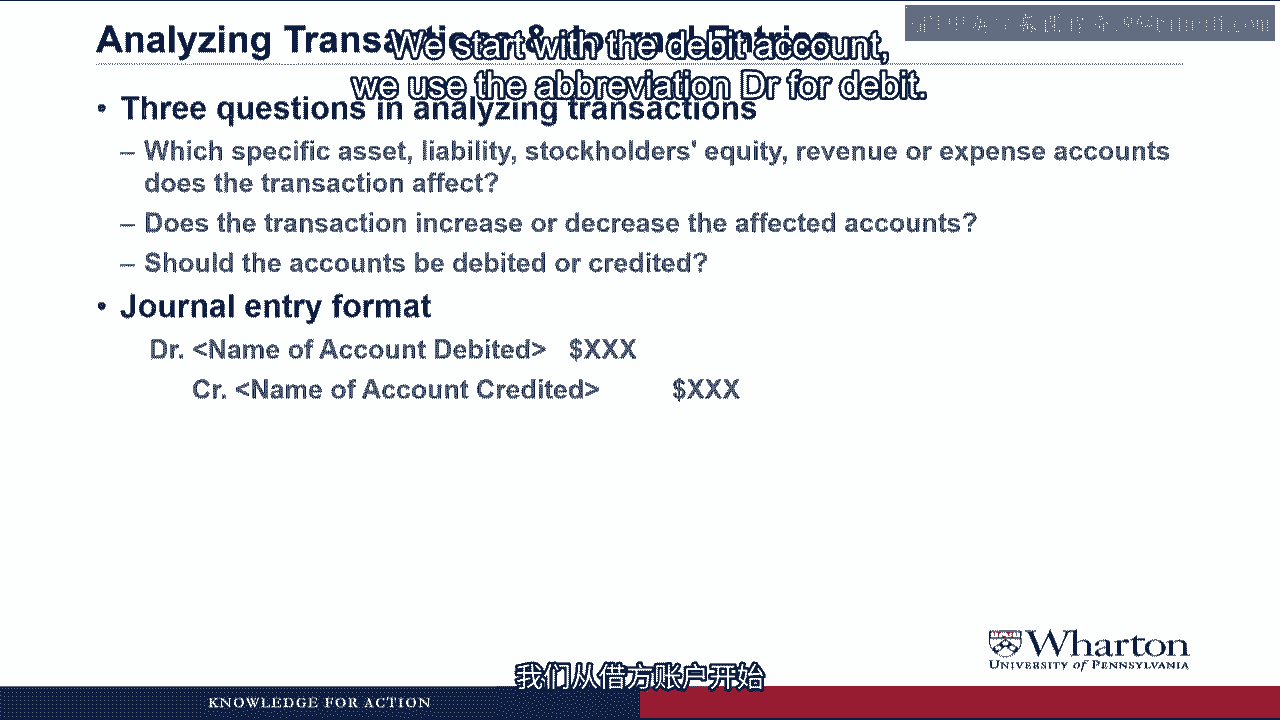 Analyzing Transactions & Journal Entries
We start with the debit account,
we use the abbreviation Dr for debit.
• Three questions in analyzing transactions
– Which specific asset, liability, stockholders' equity, revenue or expense accounts
does the transaction affect?
– Does the transaction increase or decrease the affected accounts?
– Should the accounts be debited or credited?
• Journal entry format
Dr. <Name of Account Debited> $XXX
Cr. <Name of Account Credited> $XXX
Wharton
UNIVERSITY of PENNSYLVANIA
我们从借方账户开始
KNOWLEDGE FOR ACTION